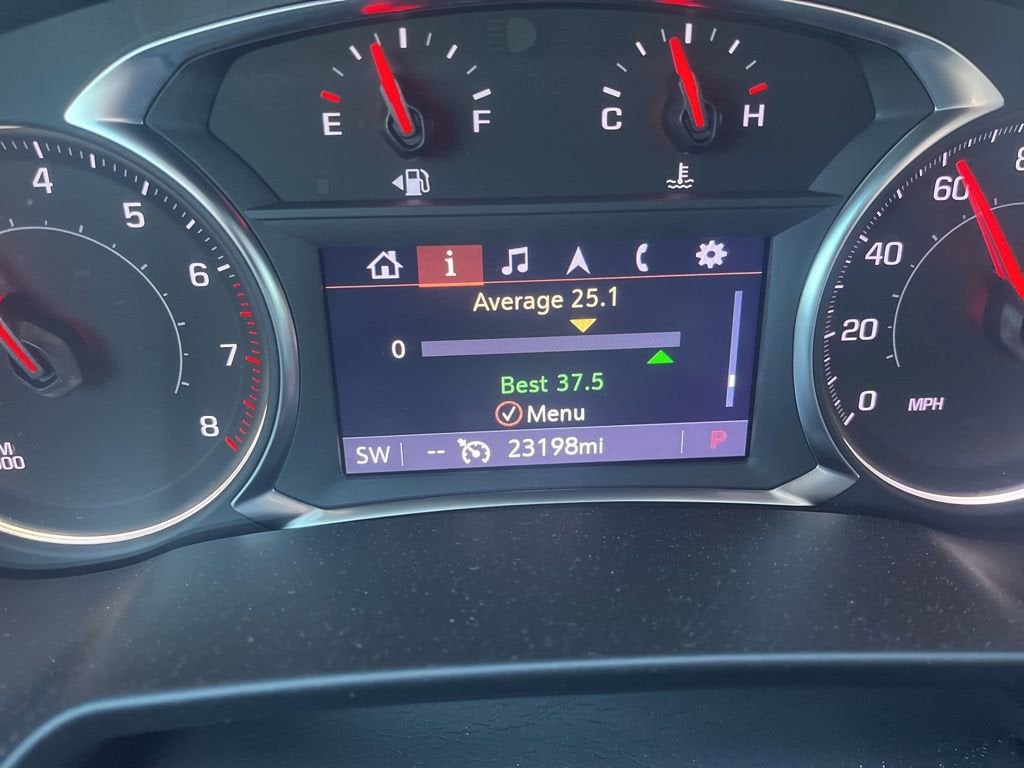 E F
C H
4
5
6
7
8
60
40
20
0
MPH
Average 25.1
0
Best 37.5
Menu
SW -- 23198mi P